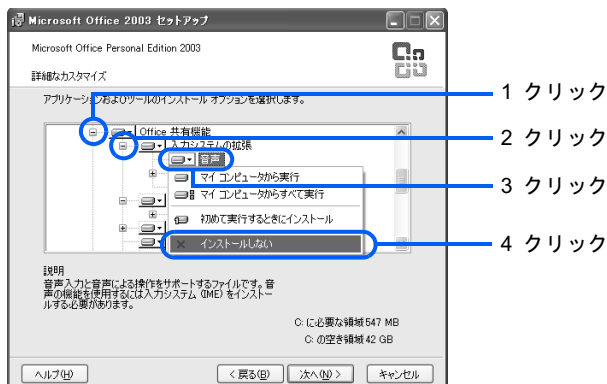 Microsoft Office 2003 セットアップ
Microsoft Office Personal Edition 2003
詳細なカスタマイズ
アプリケーションおよびツールのインストール オプションを選択します。
1 クリック
Office 共有機能
2 クリック
入力システムの拡張
音声
3 クリック
マイ コンピュータから実行
マイ コンピュータからすべて実行
初めて実行するときにインストール
インストールしない
4 クリック
説明
音声入力と音声による操作をサポートするファイルです。音
声の機能を使用するには入力システム (IME) をインストー
ルする必要があります。
C: に必要な領域 547 MB
C: の空き領域 42 GB
ヘルプ(H)
< 戻る(B)
次へ(N) >
キャンセル